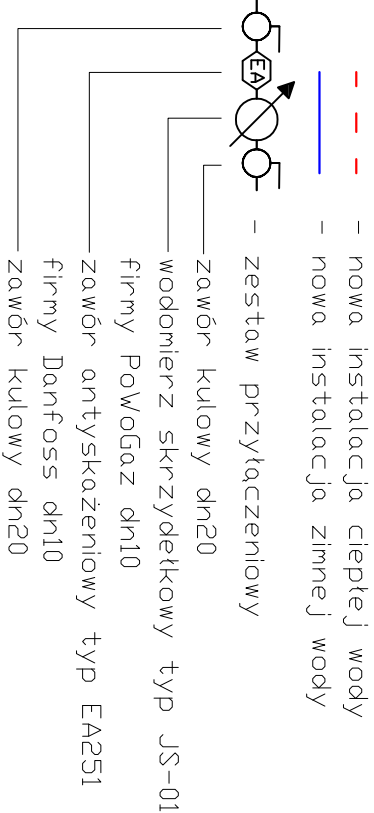 - nowa instalacja ciepłej wody
- nowa instalacja zimnej wody
EA
- zestaw przyłączeniowy
zawór kulowy dn20
wodomierz skrzydełkowy typ JS-01
firmy PoWoGaz dn10
zawór antyskażeniowy typ EA251
firmy Danfoss dn10
zawór kulowy dn20